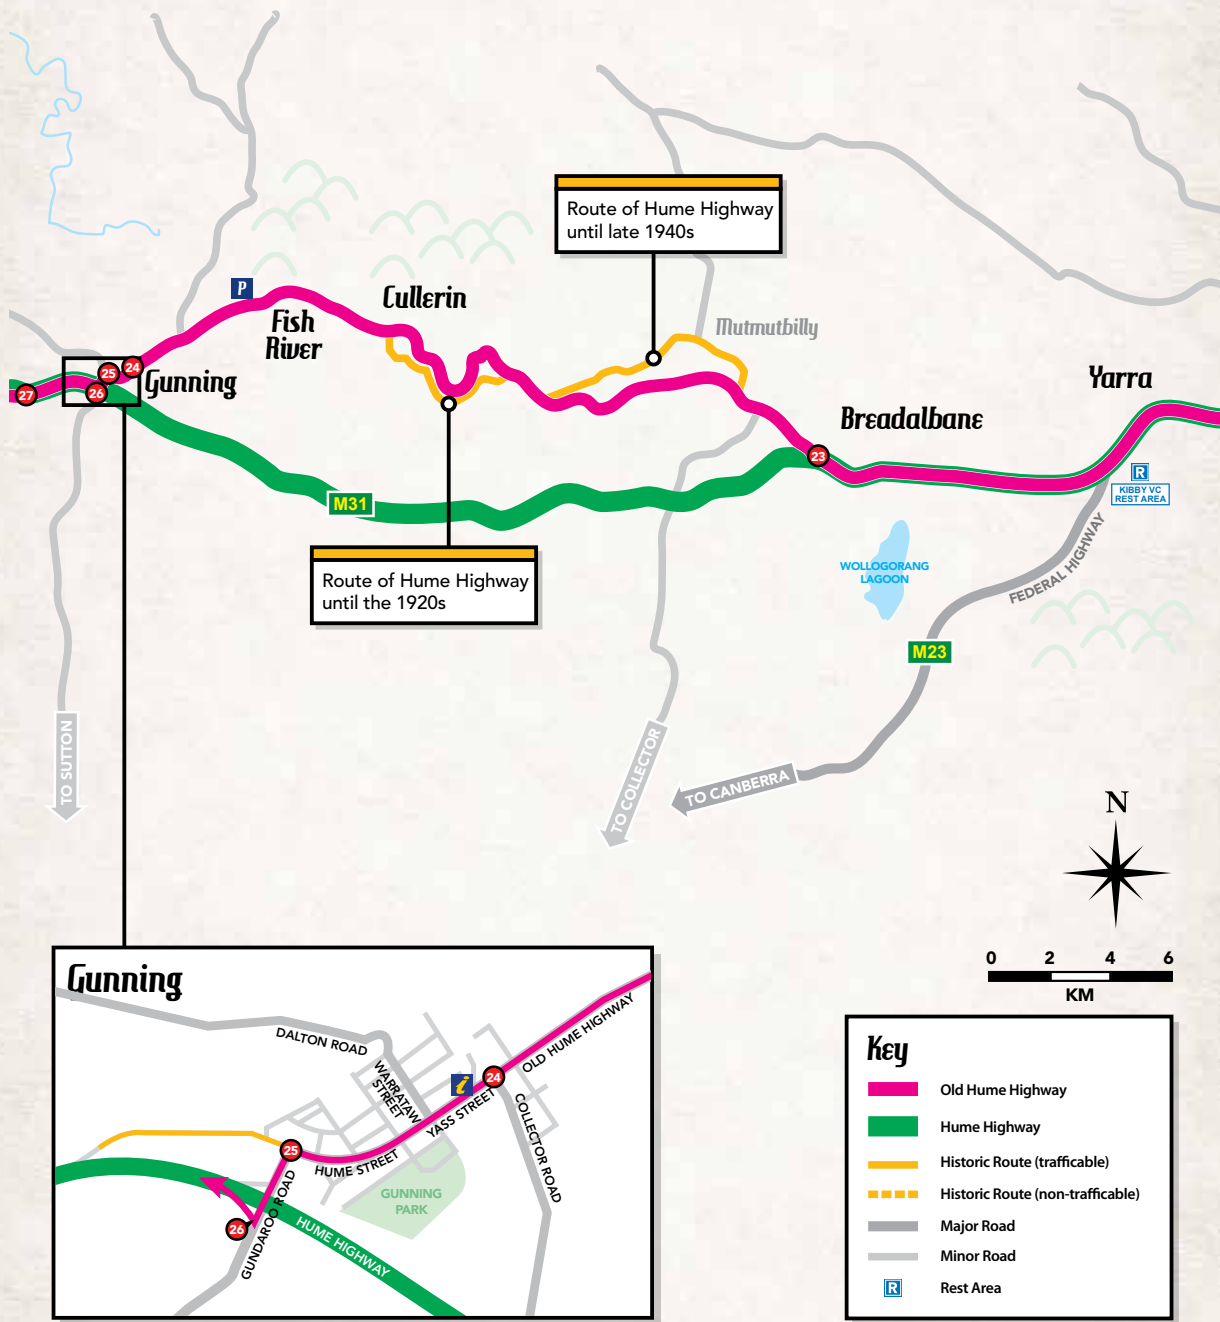 Route of Hume Highway
until late 1940s
P
Cullerin
Fish
River
Mutmutbilly
25
24
Gunning
26
27
Yarra
Breadalbane
23
R
KIBBY VC
REST AREA
M31
Route of Hume Highway
until the 1920s
WOLLOGORANG
LAGOON
FEDERAL HIGHWAY
M23
TO SUTTON
TO COLLECTOR
TO CANBERRA
N
0 2 4 6
KM
Gunning
DALTON ROAD
WARRATAW
STREET
OLD HUME HIGHWAY
i
24
YASS STREET
COLLECTOR ROAD
25
HUME STREET
GUNNING
PARK
26
GUNDAROO ROAD
HUME HIGHWAY
Key
Old Hume Highway
Hume Highway
Historic Route (trafficable)
Historic Route (non-trafficable)
Major Road
Minor Road
R
Rest Area